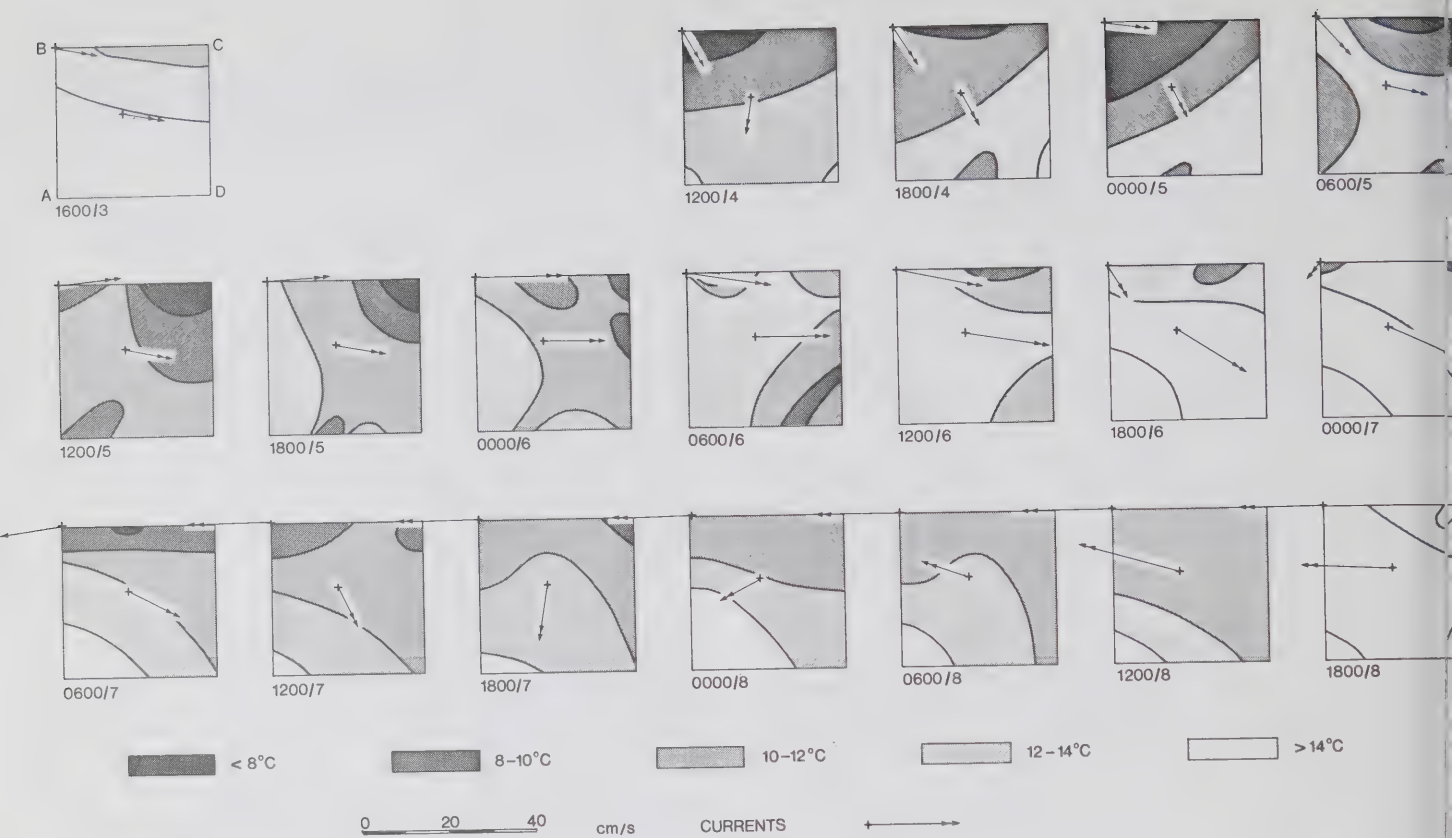 B C
A D
1600/3 1200/4 1800/4 0000/5 0600/5
1200/5 1800/5 0000/6 0600/6 1200/6 1800/6 0000/7
0600/7 1200/7 1800/7 0000/8 0600/8 1200/8 1800/8
< 8°C 8-10°C 10-12°C 12-14°C >14°C
0 20 40 cm/s CURRENTS